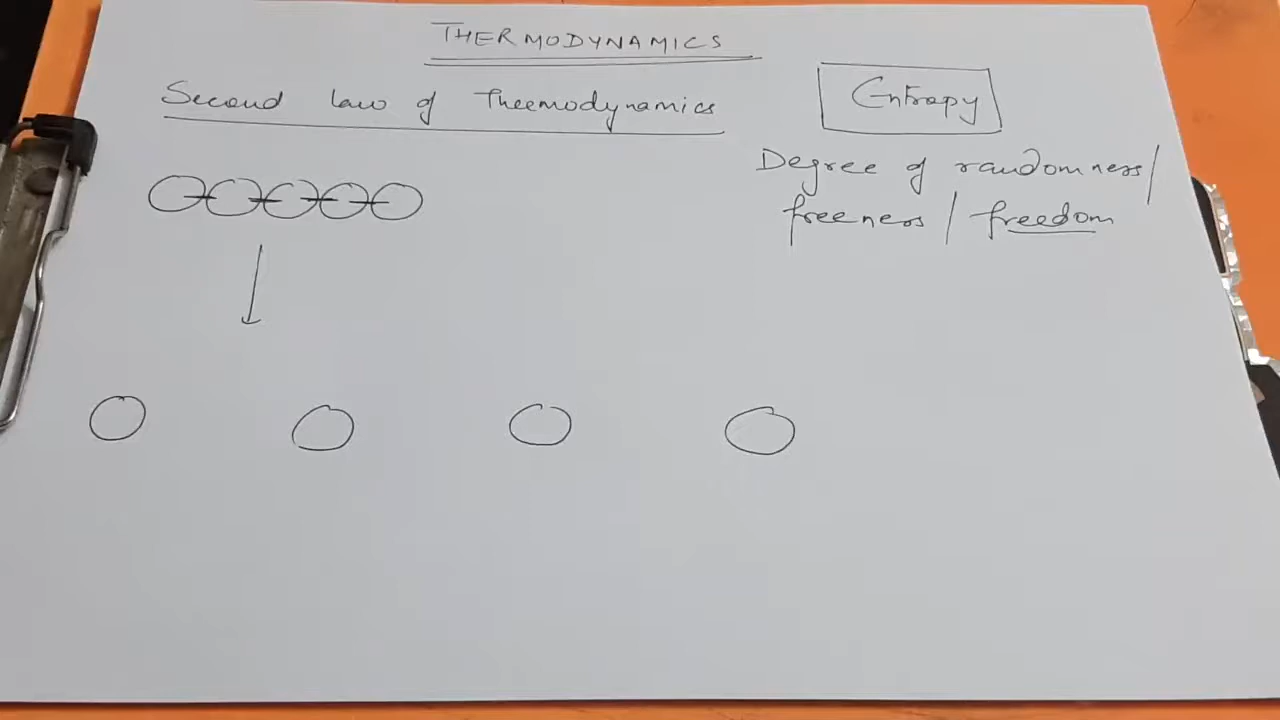 THERMODYNAMICS
Second law of Theemodynamics
Entropy
Degree of randomness/
freeness / freedom